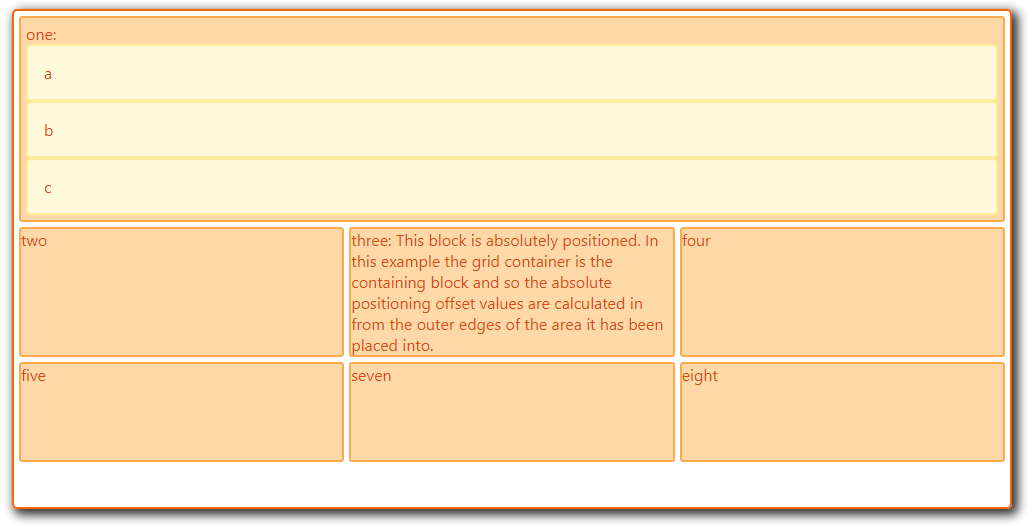 one:
a
b
c
two
three: This block is absolutely positioned. In
this example the grid container is the
containing block and so the absolute
positioning offset values are calculated in
from the outer edges of the area it has been
placed into.
four
five
seven
eight